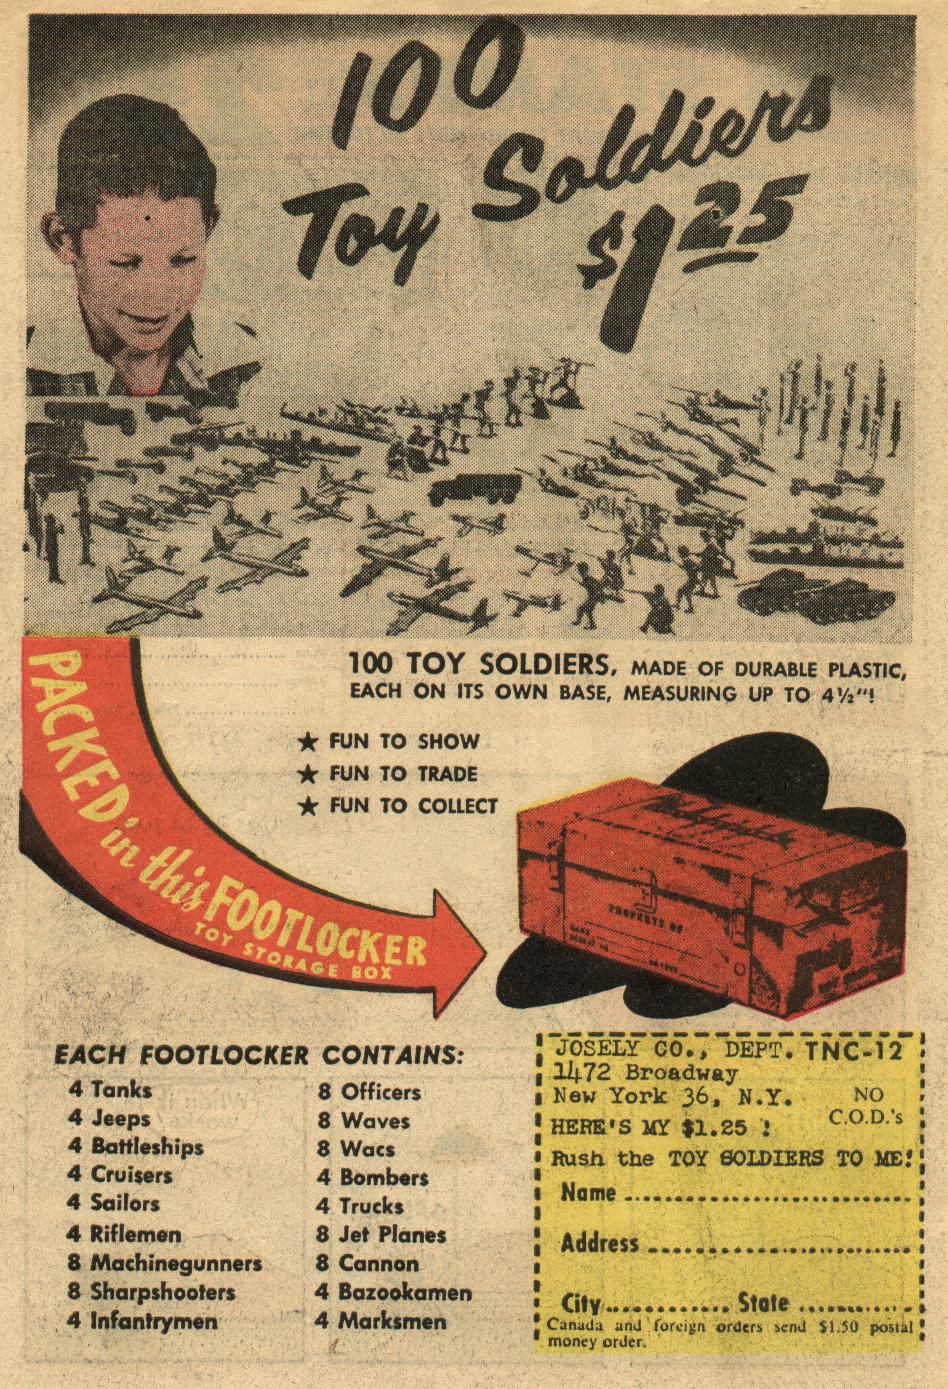 100
Toy Soldiers
$1.25
100 TOY SOLDIERS, MADE OF DURABLE PLASTIC,
EACH ON ITS OWN BASE, MEASURING UP TO 4½"!
★ FUN TO SHOW
★ FUN TO TRADE
★ FUN TO COLLECT
PACKED in this FOOTLOCKER
TOY STORAGE BOX
PROPERTY OF
EACH FOOTLOCKER CONTAINS:
4 Tanks
4 Jeeps
4 Battleships
4 Cruisers
4 Sailors
4 Riflemen
8 Machinegunners
8 Sharpshooters
4 Infantrymen
8 Officers
8 Waves
8 Wacs
4 Bombers
4 Trucks
8 Jet Planes
8 Cannon
4 Bazookamen
4 Marksmen
JOSELY CO., DEPT. TNC-12
1472 Broadway
New York 36, N.Y.
NO
C.O.D.'s
HERE'S MY $1.25 !
Rush the TOY SOLDIERS TO ME!
Name
Address
City............ State ............
Canada and foreign orders send $1.50 postal
money order.